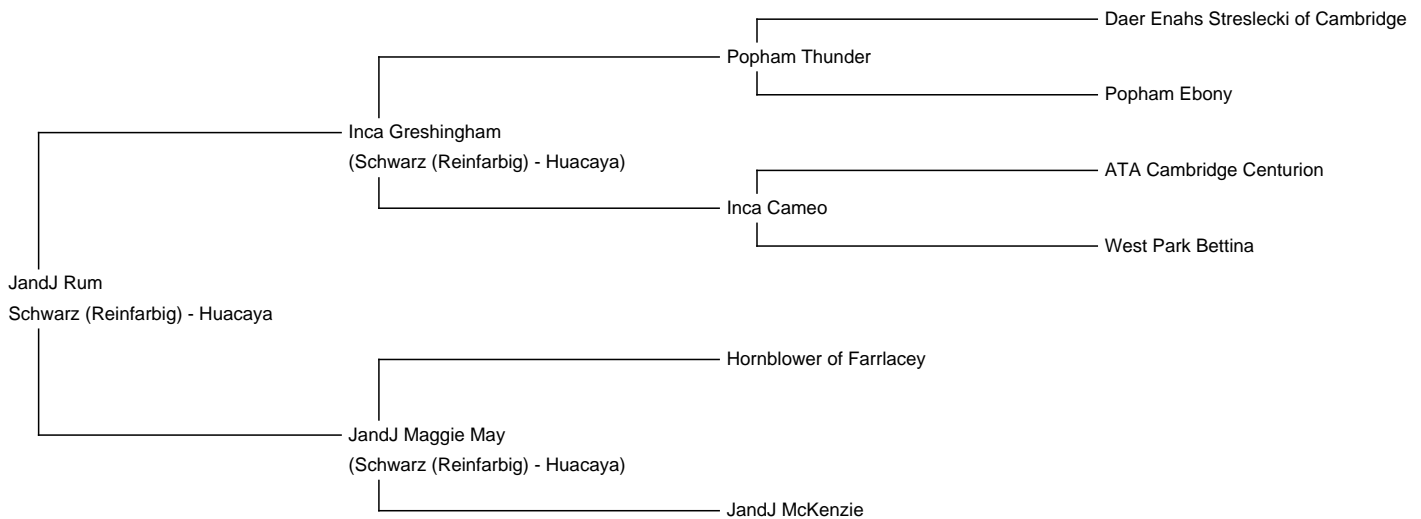 Daer Enahs Streslecki of Cambridge
Popham Thunder
Popham Ebony
Inca Greshingham
(Schwarz (Reinfarbig) - Huacaya)
ATA Cambridge Centurion
Inca Cameo
West Park Bettina
JandJ Rum
Schwarz (Reinfarbig) - Huacaya
Hornblower of Farrlacey
JandJ Maggie May
(Schwarz (Reinfarbig) - Huacaya)
JandJ McKenzie